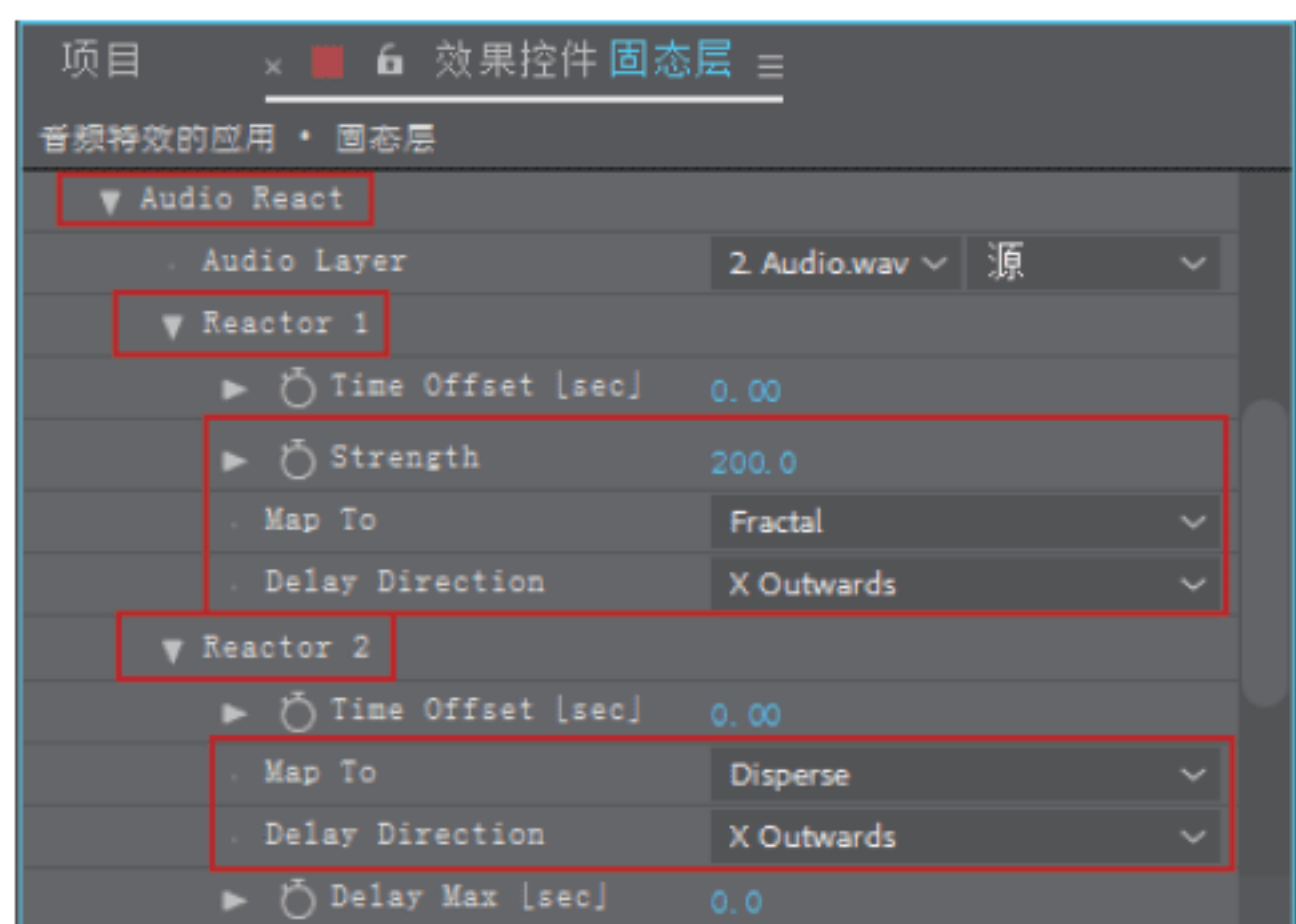 项目 × 效果控件 固态层 ≡
音频特效的应用 • 固态层
Audio React
Audio Layer 2. Audio.wav 源
Reactor 1
Time Offset [sec] 0.00
Strength 200.0
Map To Fractal
Delay Direction X Outwards
Reactor 2
Time Offset [sec] 0.00
Map To Disperse
Delay Direction X Outwards
Delay Max [sec] 0.0